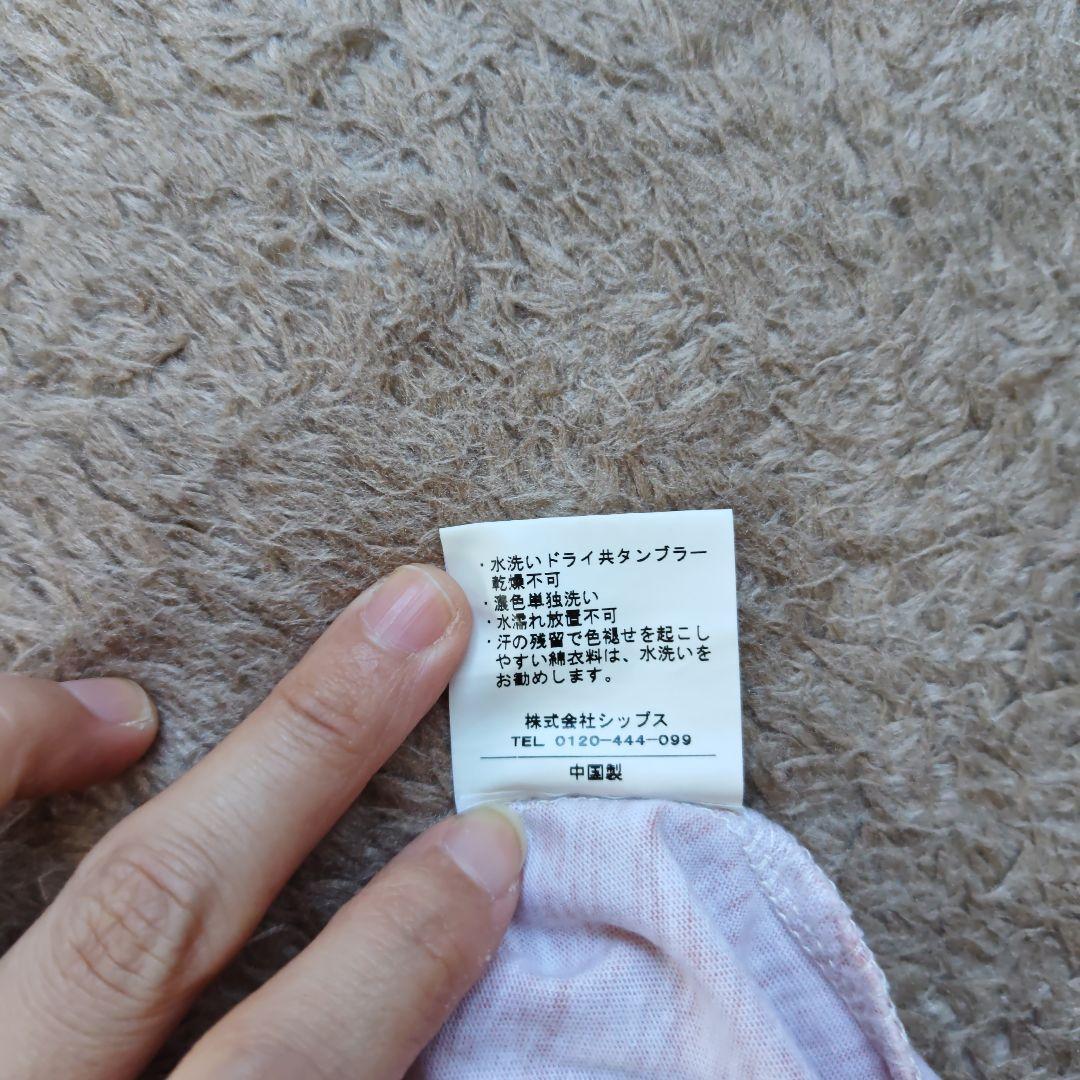 ・水洗いドライ共タンブラー
乾燥不可
・濃色単独洗い
・水濡れ放置不可
・汗の残留で色褪せを起こし
やすい綿衣料は、水洗いを
お勧めします。
株式会社シップス
TEL 0120-444-099
中国製